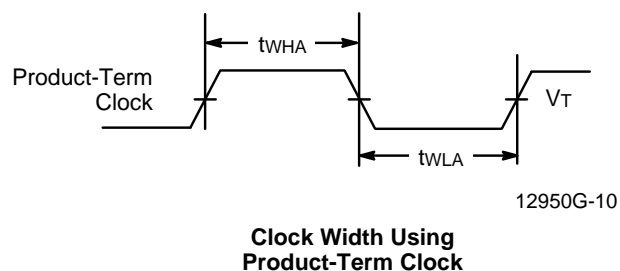 tWHA
Product-Term
Clock
VT
tWLA
12950G-10
Clock Width Using
Product-Term Clock